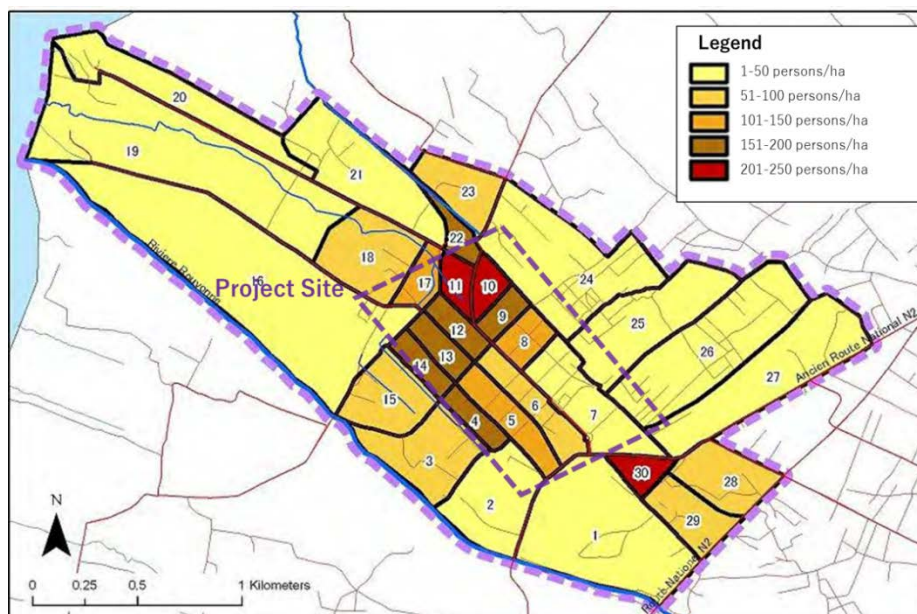 Legend
1-50 persons/ha
51-100 persons/ha
101-150 persons/ha
151-200 persons/ha
201-250 persons/ha
20
19
21
23
22
18
Riviere Rouyonne
16
Project Site
17
11
10
24
9
25
12
8
26
13
14
27
Ancien Route National N2
15
6
5
4
7
3
30
28
2
29
1
Route National N2
N
0 0.25 0.5 1 Kilometers